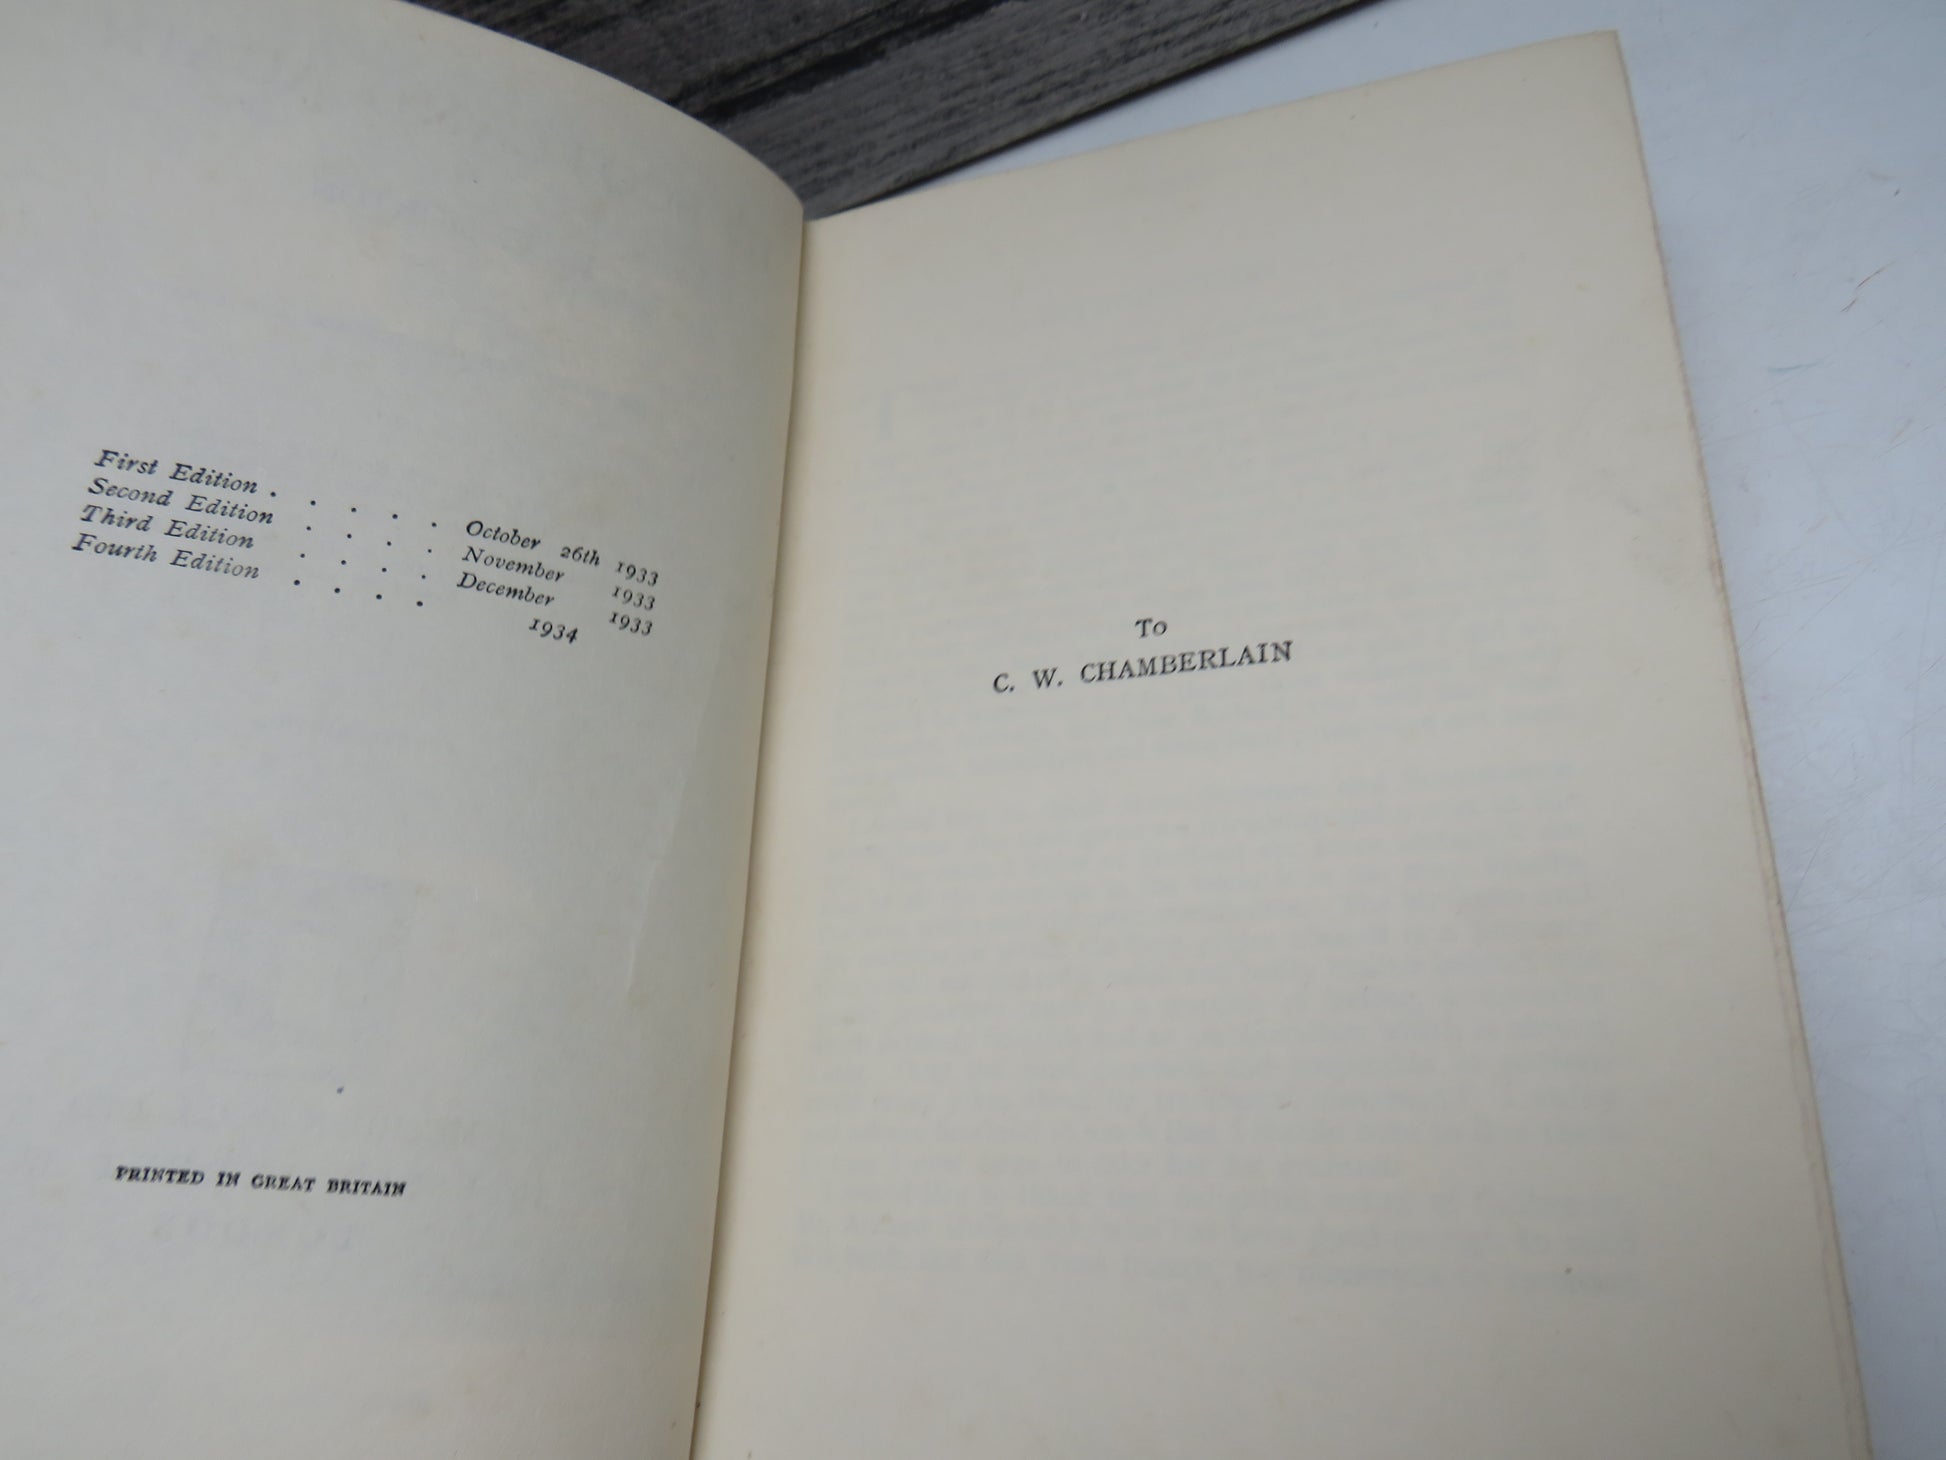 First Edition . . . . . October 26th 1933
Second Edition . . . . November 1933
Third Edition . . . . December 1933
Fourth Edition . . . . 1934
PRINTED IN GREAT BRITAIN
To
C. W. CHAMBERLAIN